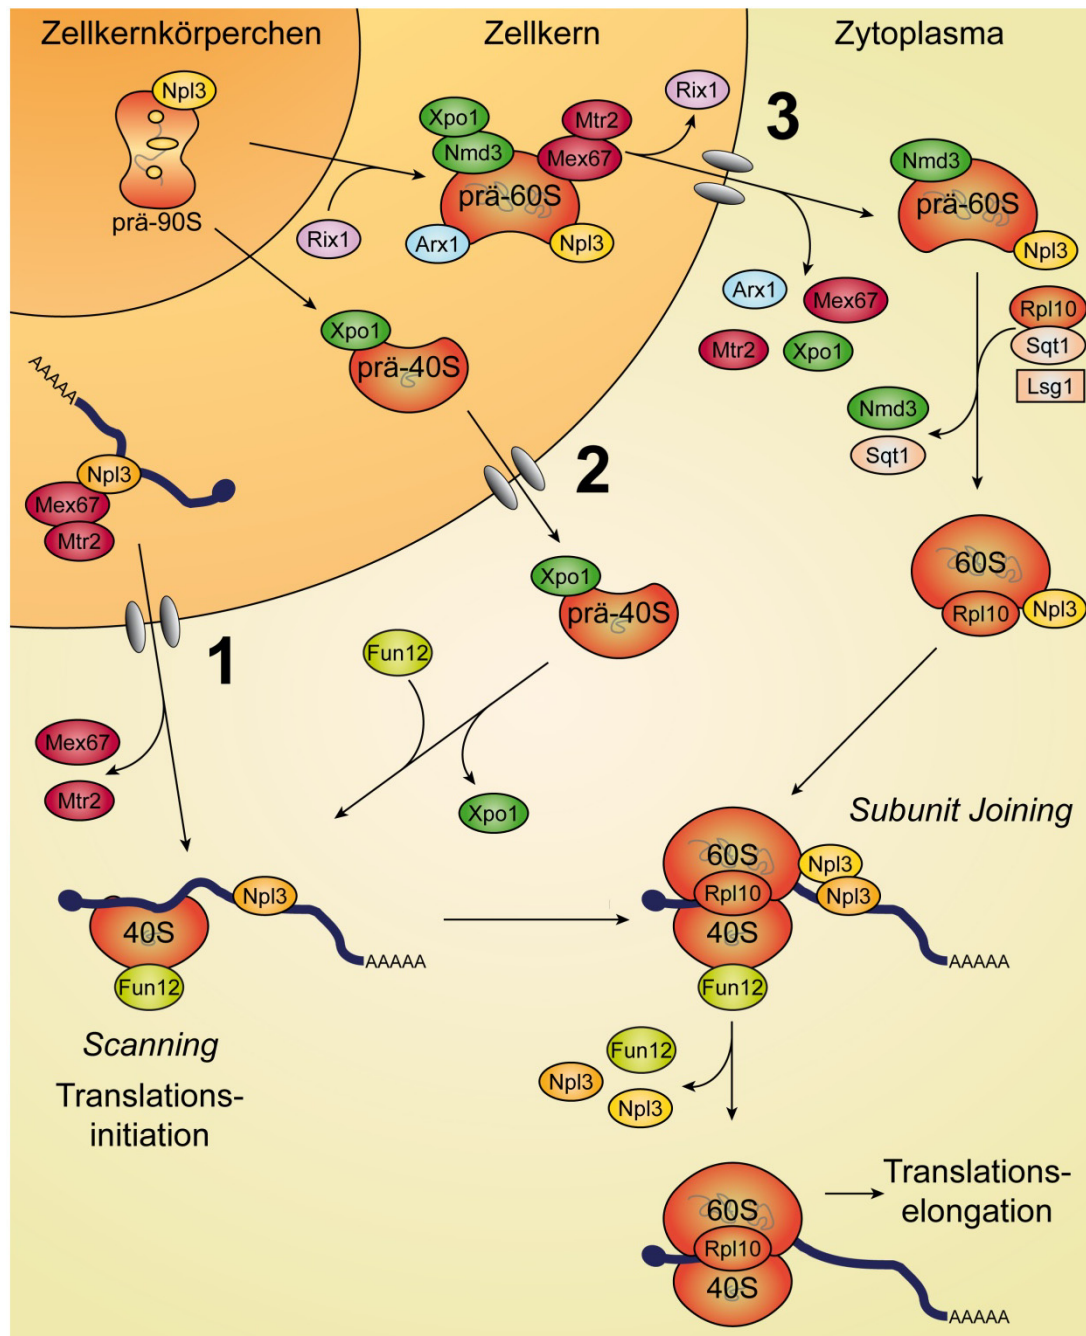 Zellkernkörperchen
Zellkern
Zytoplasma
Npl3
prä-90S
Xpo1
Nmd3
Mtr2
Mex67
prä-60S
Arx1
Npl3
Rix1
Rix1
3
Nmd3
prä-60S
Npl3
Arx1
Mex67
Mtr2
Xpo1
Rpl10
Sqt1
Lsg1
Nmd3
Sqt1
Xpo1
prä-40S
AAAAA
Npl3
Mex67
Mtr2
2
60S
Rpl10
Npl3
Xpo1
prä-40S
1
Fun12
Mex67
Mtr2
Xpo1
Subunit Joining
Npl3
40S
Fun12
AAAAA
Scanning
Translations-
initiation
60S
Npl3
Rpl10
Npl3
40S
Fun12
AAAAA
Fun12
Npl3
Npl3
60S
Rpl10
40S
AAAAA
Translations-
elongation